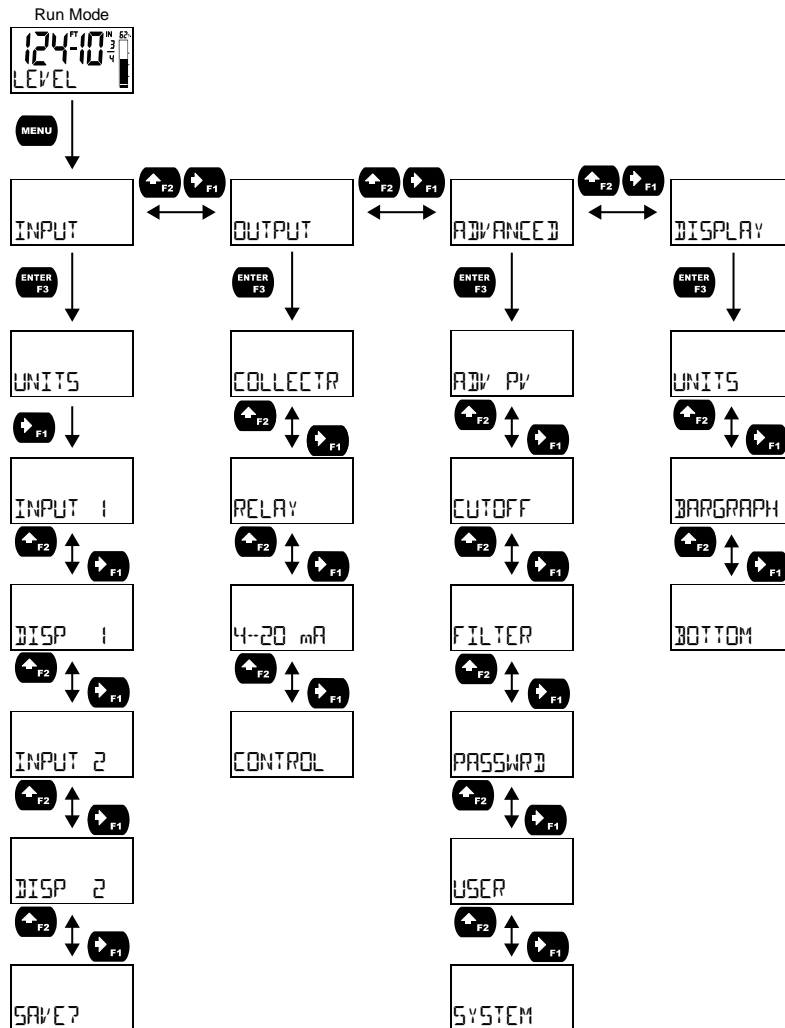 Run Mode
124 FT -10 3/4 IN 62%
LEVEL
MENU
F2 F1 F2 F1 F2 F1
INPUT OUTPUT ADVANCED DISPLAY
ENTER F3 ENTER F3 ENTER F3 ENTER F3
UNITS COLLECTR ADV PV UNITS
F1 F2 F1 F2 F1 F2 F1
INPUT 1 RELAY CUTOFF BARGRAPH
F2 F1 F2 F1 F2 F1 F2 F1
DISP 1 4--20 mA FILTER BOTTOM
F2 F1 F2 F1 F2 F1
INPUT 2 CONTROL PASSWRD
F2 F1 F2 F1
DISP 2 USER
F2 F1 F2 F1
SAVE? SYSTEM